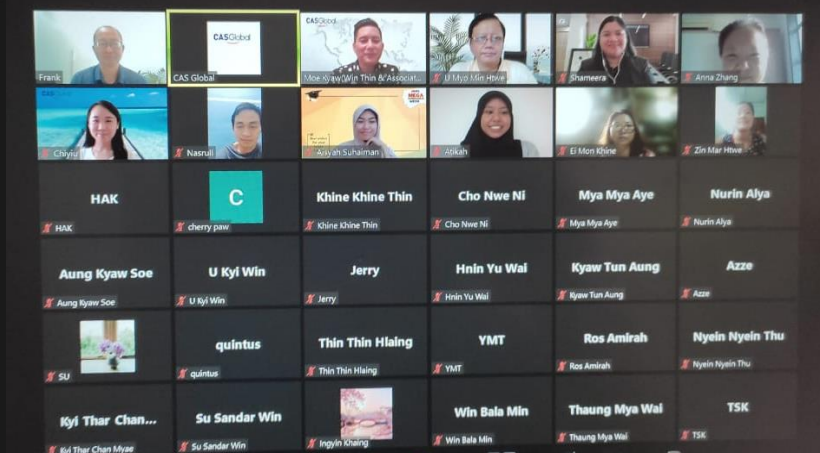 Frank
CASGlobal
CAS Global
CASGlobal
Moe Kyaw(Win Thin & Associat...
U Myo Min Htwe
Shameera
Anna Zhang
CASGlobal
Chiyiu
Nasruli
MEGA
Aisyah Suhaiman
Atikah
Ei Mon Khine
Zin Mar Htwe
HAK
HAK
C
cherry paw
Khine Khine Thin
Khine Khine Thin
Cho Nwe Ni
Cho Nwe Ni
Mya Mya Aye
Mya Mya Aye
Nurin Alya
Nurin Alya
Aung Kyaw Soe
Aung Kyaw Soe
U Kyi Win
U Kyi Win
Jerry
Jerry
Hnin Yu Wai
Hnin Yu Wai
Kyaw Tun Aung
Kyaw Tun Aung
Azze
Azze
SU
quintus
quintus
Thin Thin Hlaing
Thin Thin Hlaing
YMT
YMT
Ros Amirah
Ros Amirah
Nyein Nyein Thu
Nyein Nyein Thu
Kyi Thar Chan...
Kyi Thar Chan Myae
Su Sandar Win
Su Sandar Win
Ingyin Khaing
Win Bala Min
Win Bala Min
Thaung Mya Wai
Thaung Mya Wai
TSK
TSK